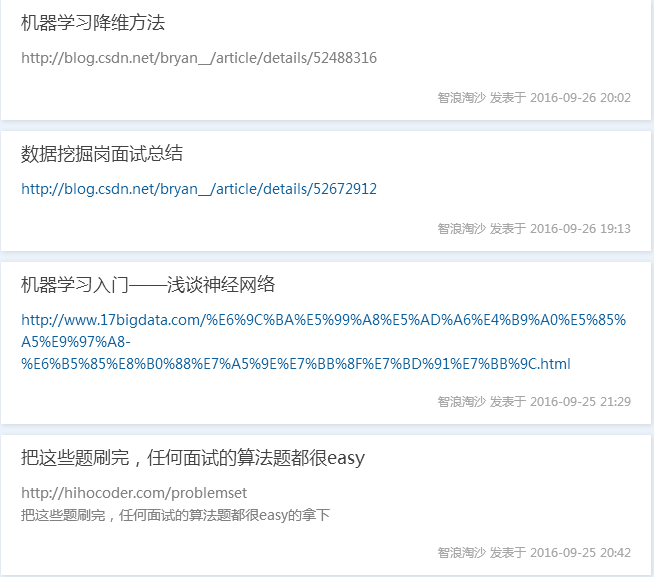 机器学习降维方法
http://blog.csdn.net/bryan__/article/details/52488316
智浪淘沙 发表于 2016-09-26 20:02
数据挖掘岗面试总结
http://blog.csdn.net/bryan__/article/details/52672912
智浪淘沙 发表于 2016-09-26 19:13
机器学习入门——浅谈神经网络
http://www.17bigdata.com/%E6%9C%BA%E5%99%A8%E5%AD%A6%E4%B9%A0%E5%85%
A5%E9%97%A8-
%E6%B5%85%E8%B0%88%E7%A5%9E%E7%BB%8F%E7%BD%91%E7%BB%9C.html
智浪淘沙 发表于 2016-09-25 21:29
把这些题刷完，任何面试的算法题都很easy
http://hihocoder.com/problemset
把这些题刷完，任何面试的算法题都很easy的拿下
智浪淘沙 发表于 2016-09-25 20:42